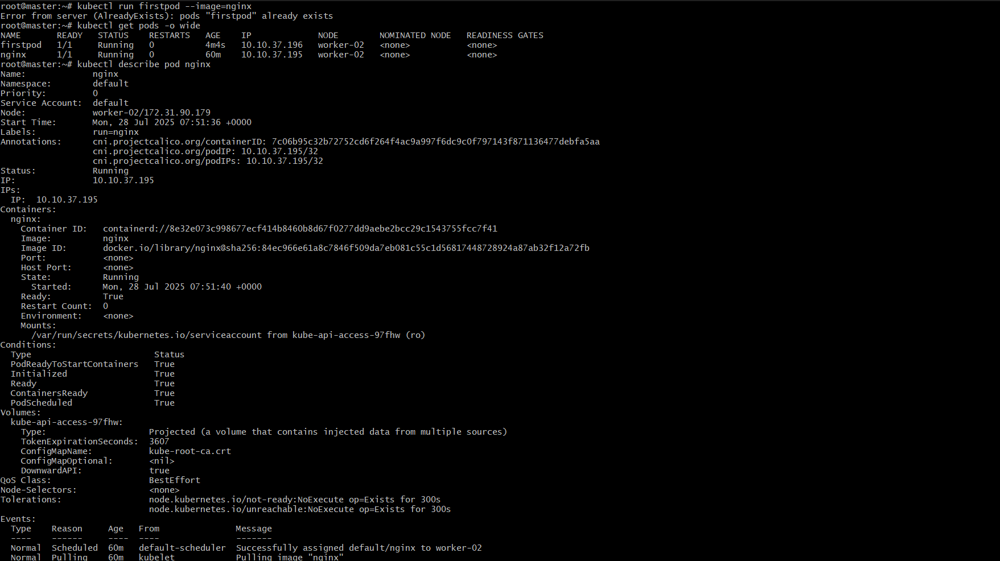 root@master:~# kubectl run firstpod --image=nginx
Error from server (AlreadyExists): pods "firstpod" already exists
root@master:~# kubectl get pods -o wide
NAME       READY   STATUS    RESTARTS   AGE    IP             NODE        NOMINATED NODE   READINESS GATES
firstpod   1/1     Running   0          4m4s   10.10.37.196   worker-02   <none>           <none>
nginx      1/1     Running   0          60m    10.10.37.195   worker-02   <none>           <none>
root@master:~# kubectl describe pod nginx
Name:             nginx
Namespace:        default
Priority:         0
Service Account:  default
Node:             worker-02/172.31.90.179
Start Time:       Mon, 28 Jul 2025 07:51:36 +0000
Labels:           run=nginx
Annotations:      cni.projectcalico.org/containerID: 7c06b95c32b72752cd6f264f4ac9a997f6dc9c0f797143f871136477debfa5aa
                  cni.projectcalico.org/podIP: 10.10.37.195/32
                  cni.projectcalico.org/podIPs: 10.10.37.195/32
Status:           Running
IP:               10.10.37.195
IPs:
  IP:  10.10.37.195
Containers:
  nginx:
    Container ID:   containerd://8e32e073c998677ecf414b8460b8d67f0277dd9aebe2bcc29c1543755fcc7f41
    Image:          nginx
    Image ID:       docker.io/library/nginx@sha256:84ec966e61a8c7846f509da7eb081c55c1d56817448728924a87ab32f12a72fb
    Port:           <none>
    Host Port:      <none>
    State:          Running
      Started:      Mon, 28 Jul 2025 07:51:40 +0000
    Ready:          True
    Restart Count:  0
    Environment:    <none>
    Mounts:
      /var/run/secrets/kubernetes.io/serviceaccount from kube-api-access-97fhw (ro)
Conditions:
  Type                        Status
  PodReadyToStartContainers   True
  Initialized                 True
  Ready                       True
  ContainersReady             True
  PodScheduled                True
Volumes:
  kube-api-access-97fhw:
    Type:                    Projected (a volume that contains injected data from multiple sources)
    TokenExpirationSeconds:  3607
    ConfigMapName:           kube-root-ca.crt
    ConfigMapOptional:       <nil>
    DownwardAPI:             true
QoS Class:                   BestEffort
Node-Selectors:              <none>
Tolerations:                 node.kubernetes.io/not-ready:NoExecute op=Exists for 300s
                             node.kubernetes.io/unreachable:NoExecute op=Exists for 300s
Events:
  Type    Reason     Age   From               Message
  ----    ------     ----  ----               -------
  Normal  Scheduled  60m   default-scheduler  Successfully assigned default/nginx to worker-02
  Normal  Pulling    60m   kubelet            Pulling image "nginx"